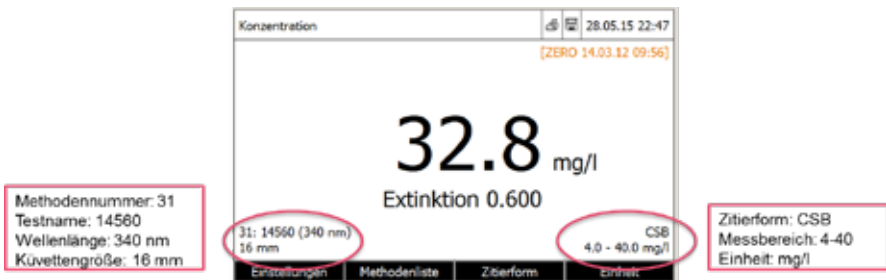 Konzentration
28.05.15 22:47
[ZERO 14.03.12 09:56]
32.8 mg/l
Extinktion 0.600
31: 14560 (340 nm)
16 mm
CSB
4.0 - 40.0 mg/l
Einstellungen Methodenliste Zitierform Einheit
Methodennummer: 31
Testname: 14560
Wellenlänge: 340 nm
Küvettengröße: 16 mm
Zitierform: CSB
Messbereich: 4-40
Einheit: mg/l